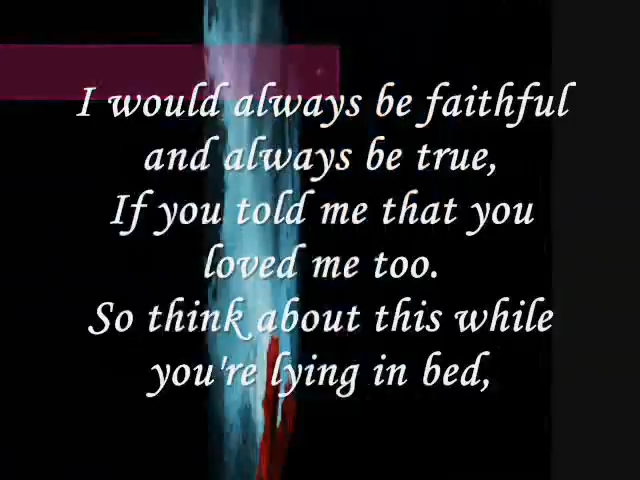 I would always be faithful
and always be true,
If you told me that you
loved me too.
So think about this while
you're lying in bed,